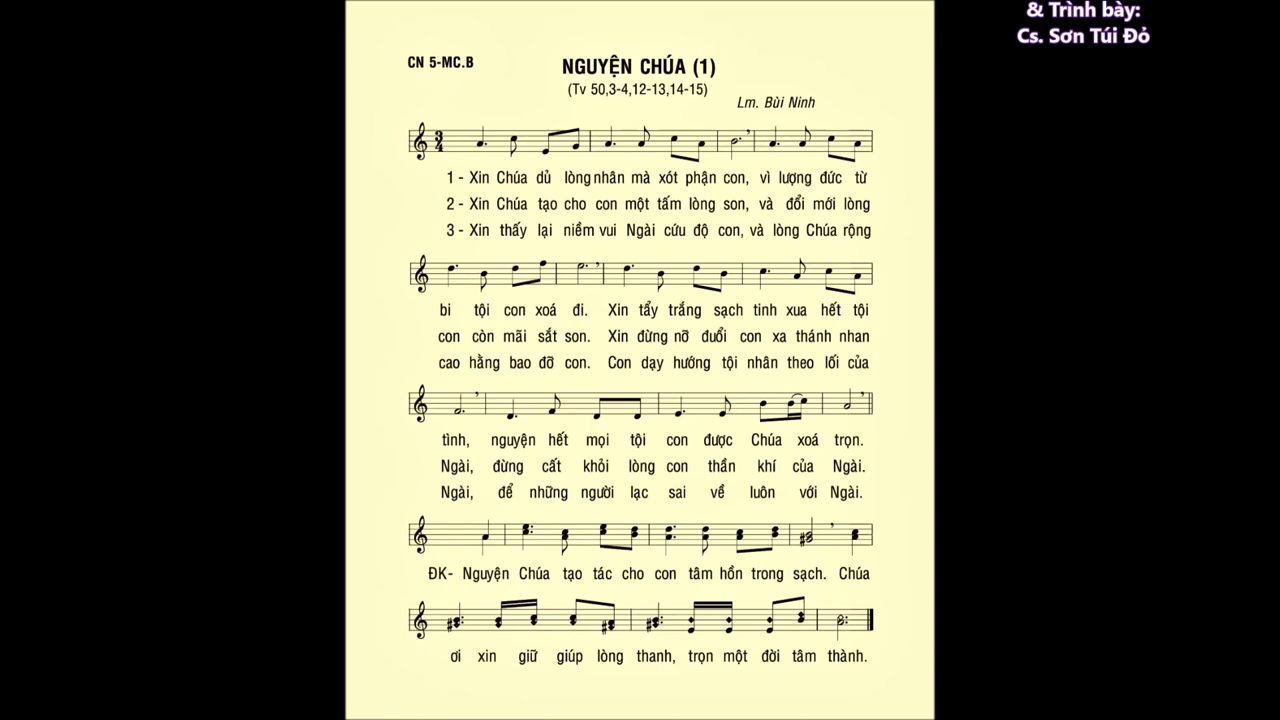 & Trình bày:
Cs. Sơn Túi Đỏ
CN 5-MC.B
NGUYỆN CHÚA (1)
(Tv 50,3-4,12-13,14-15)
Lm. Bùi Ninh
3
4
1 - Xin Chúa dủ lòng nhân mà xót phận con, vì lượng đức từ
2 - Xin Chúa tạo cho con một tấm lòng son, và đổi mới lòng
3 - Xin thấy lại niềm vui Ngài cứu độ con, và lòng Chúa rộng
bi tội con xoá đi. Xin tẩy trắng sạch tinh xua hết tội
con còn mãi sắt son. Xin đừng nỡ đuổi con xa thánh nhan
cao hằng bao đỡ con. Con dạy hướng tội nhân theo lối của
tình, nguyện hết mọi tội con được Chúa xoá trọn.
Ngài, đừng cất khỏi lòng con thần khí của Ngài.
Ngài, để những người lạc sai về luôn với Ngài.
ĐK- Nguyện Chúa tạo tác cho con tâm hồn trong sạch. Chúa
ơi xin giữ giúp lòng thanh, trọn một đời tâm thành.